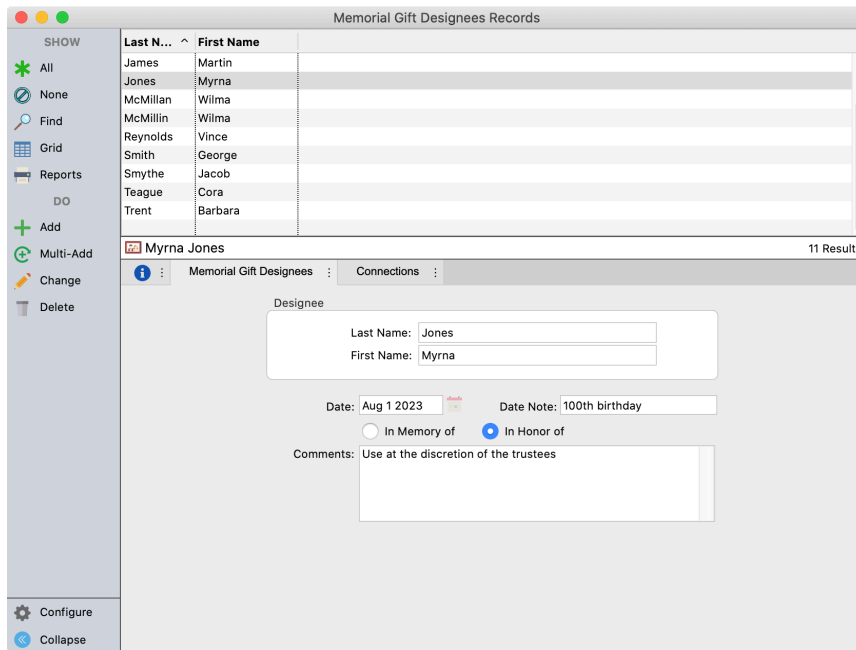 Memorial Gift Designees Records
SHOW
All
None
Find
Grid
Reports
DO
Add
Multi-Add
Change
Delete
Configure
Collapse
Last N... ^ First Name
James Martin
Jones Myrna
McMillan Wilma
McMillin Wilma
Reynolds Vince
Smith George
Smythe Jacob
Teague Cora
Trent Barbara
Myrna Jones 11 Result
Memorial Gift Designees Connections
Designee
Last Name: Jones
First Name: Myrna
Date: Aug 1 2023 Date Note: 100th birthday
In Memory of In Honor of
Comments: Use at the discretion of the trustees